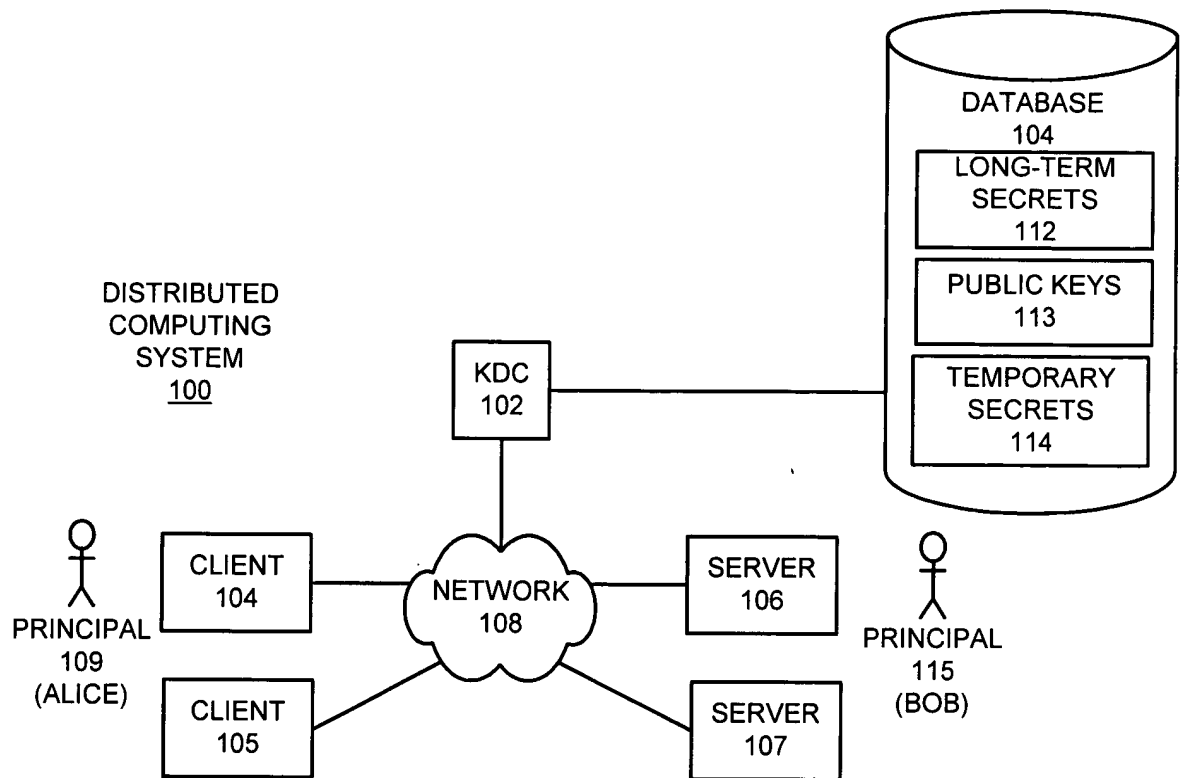 DATABASE
104
LONG-TERM
SECRETS
112
PUBLIC KEYS
113
TEMPORARY
SECRETS
114
DISTRIBUTED
COMPUTING
SYSTEM
100
KDC
102
CLIENT
104
NETWORK
108
SERVER
106
PRINCIPAL
109
(ALICE)
PRINCIPAL
115
(BOB)
CLIENT
105
SERVER
107